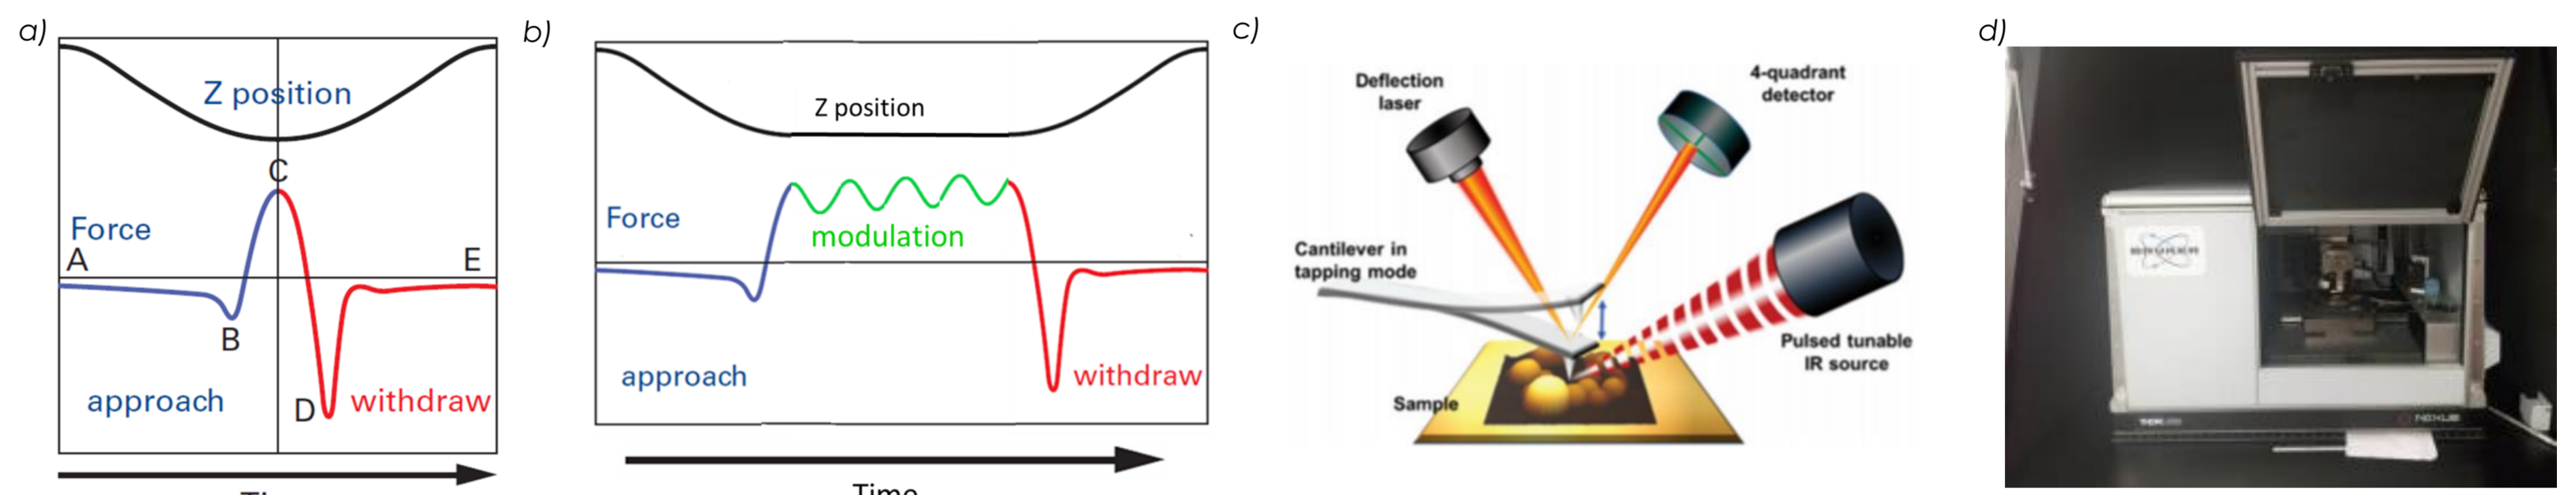 a)
Z position
C
Force
A
E
B
approach
D
withdraw
b)
Z position
Force
modulation
approach
withdraw
Time
c)
Deflection
laser
4-quadrant
detector
Cantilever in
tapping mode
Pulsed tunable
IR source
Sample
d)
NEXUS